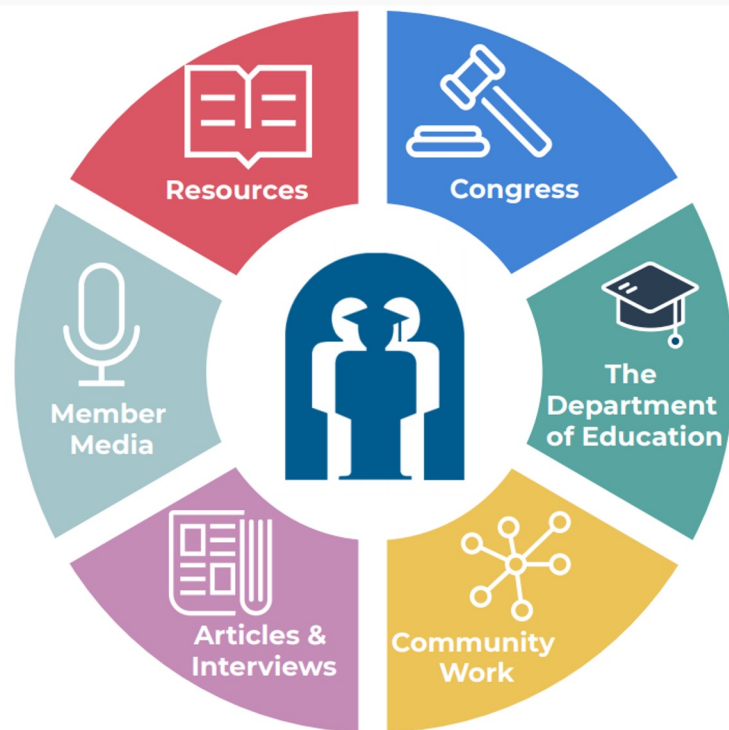 Resources
Congress
Member
Media
The
Department
of Education
Articles &
Interviews
Community
Work